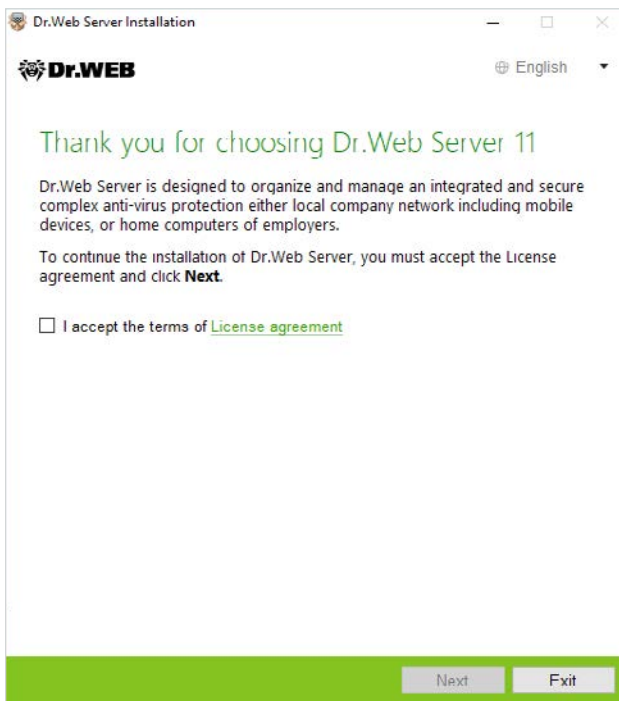 Dr.Web Server Installation
Dr.WEB
English
Thank you for choosing Dr.Web Server 11
Dr.Web Server is designed to organize and manage an integrated and secure
complex anti-virus protection either local company network including mobile
devices, or home computers of employers.
To continue the installation of Dr.Web Server, you must accept the License
agreement and click Next.
I accept the terms of License agreement
Next
Exit